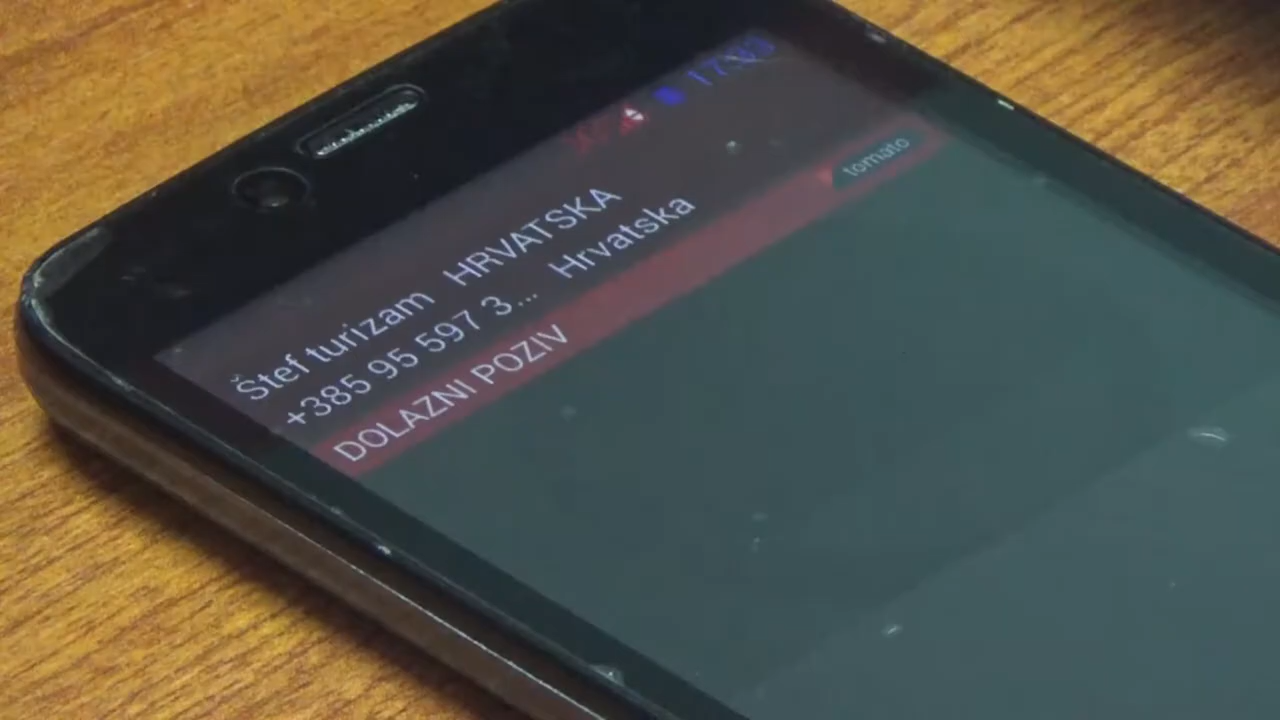 tomato
Štef turizam HRVATSKA
+385 95 597 3... Hrvatska
DOLAZNI POZIV